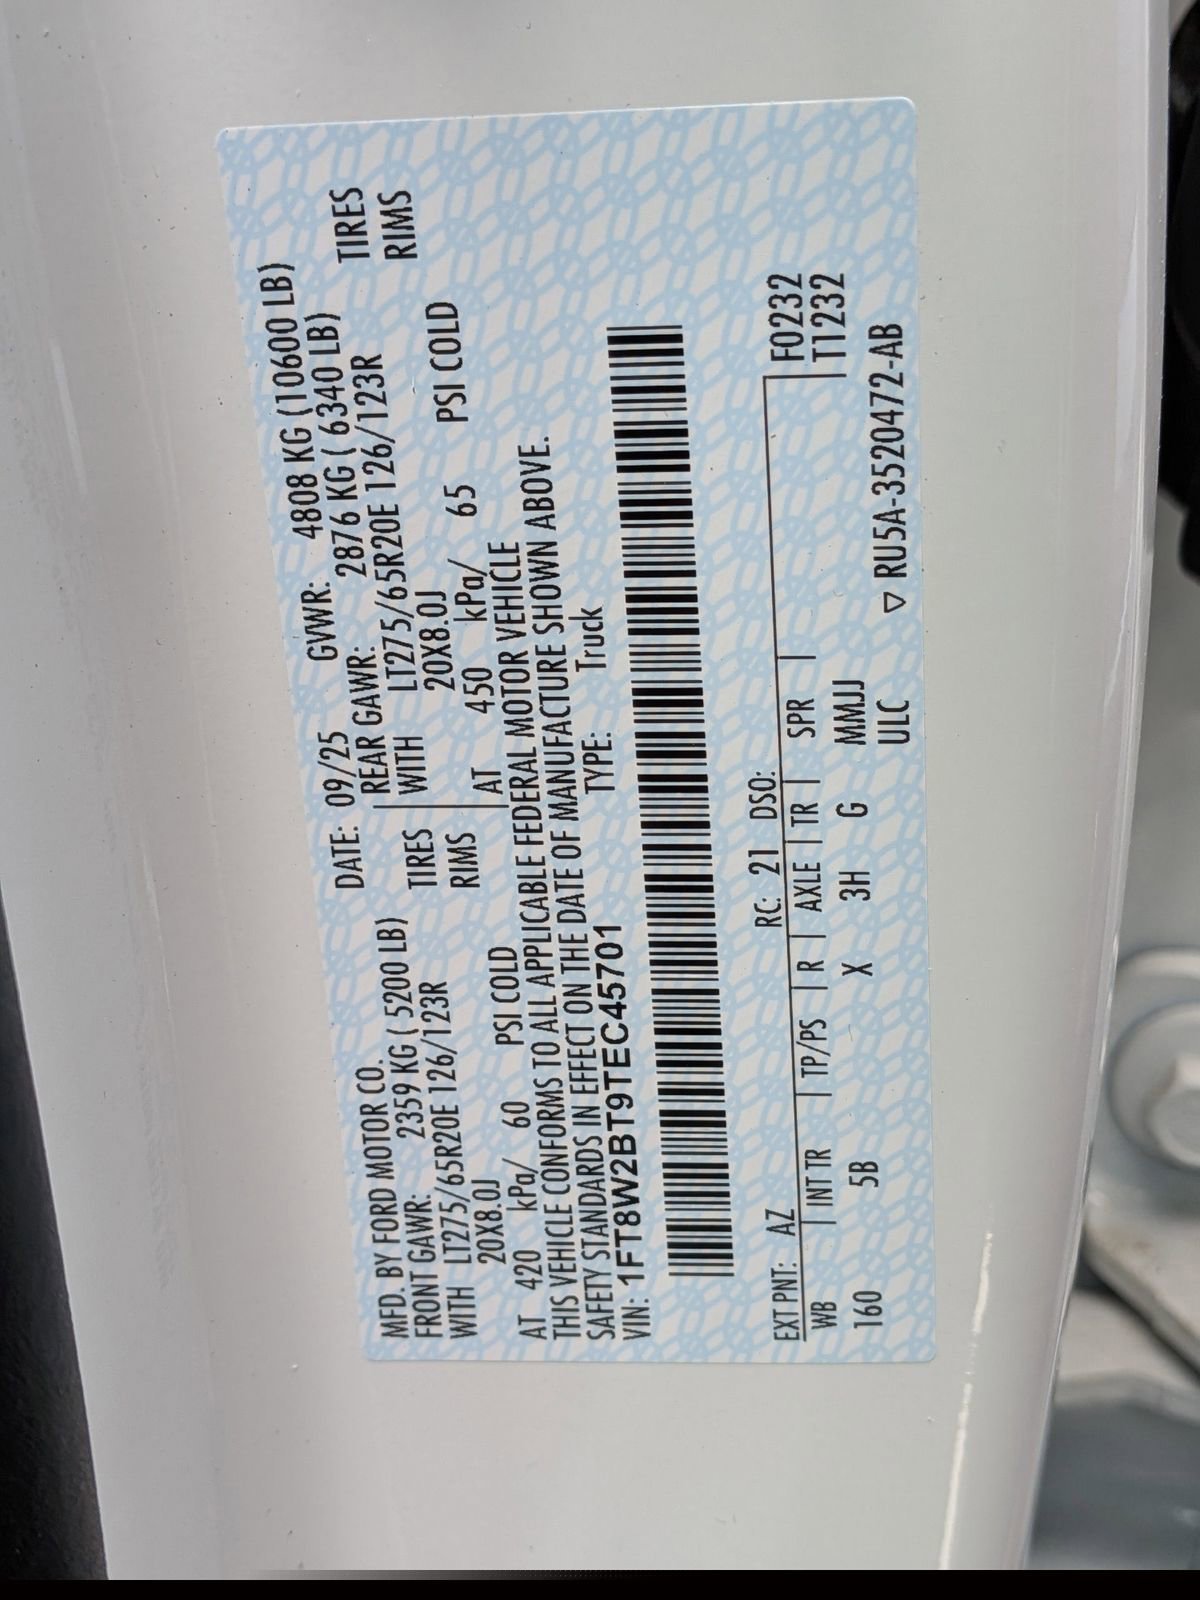 MFD. BY FORD MOTOR CO. DATE: 09/25 GVWR: 4808 KG (10600 LB)
FRONT GAWR: 2359 KG ( 5200 LB) REAR GAWR: 2876 KG ( 6340 LB)
WITH LT275/65R20E 126/123R TIRES WITH LT275/65R20E 126/123R TIRES
20X8.0J RIMS 20X8.0J RIMS
AT 420 kPa/ 60 PSI COLD AT 450 kPa/ 65 PSI COLD
THIS VEHICLE CONFORMS TO ALL APPLICABLE FEDERAL MOTOR VEHICLE
SAFETY STANDARDS IN EFFECT ON THE DATE OF MANUFACTURE SHOWN ABOVE.
VIN: 1FT8W2BT9TEC45701 TYPE: Truck
EXT PNT: AZ RC: 21 DSO: F0232
WB INT TR TP/PS R AXLE TR SPR T1232
160 5B X 3H G MMJJ
ULC ▽ RU5A-3520472-AB